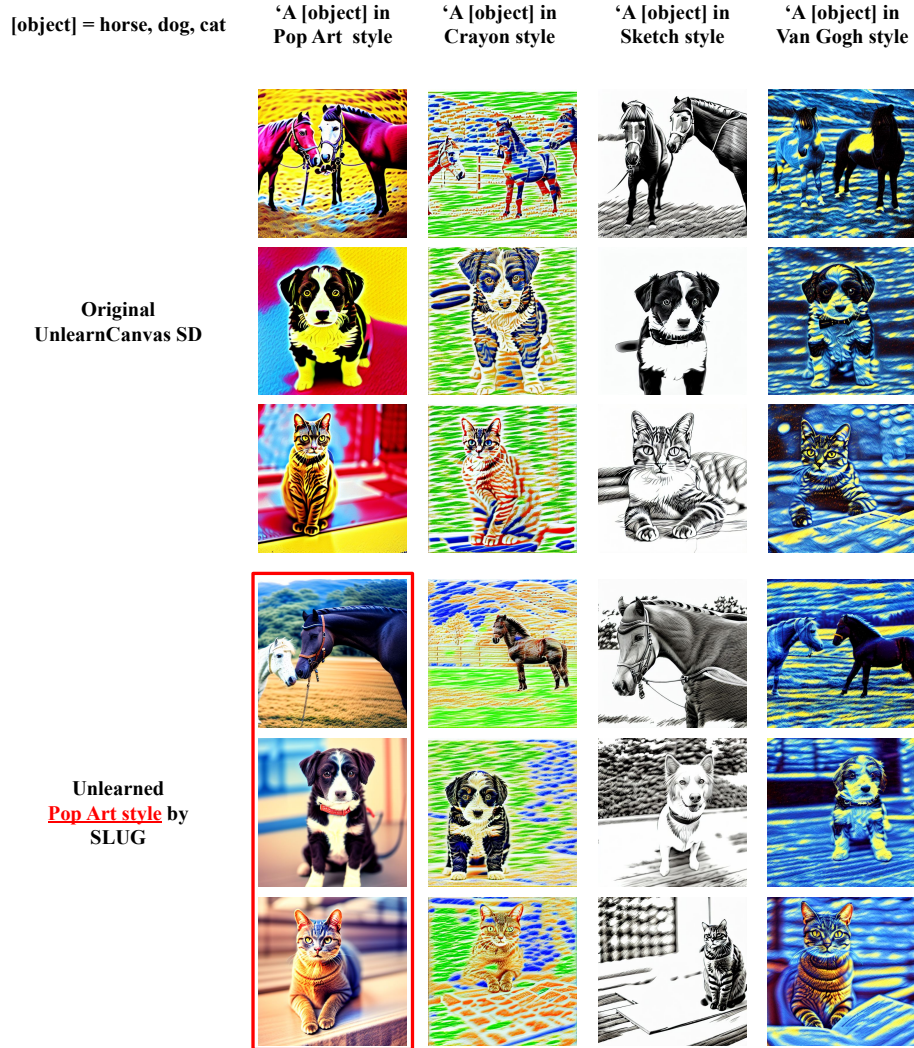 [object] = horse, dog, cat
‘A [object] in
Pop Art style
‘A [object] in
Crayon style
‘A [object] in
Sketch style
‘A [object] in
Van Gogh style
Original
UnlearnCanvas SD
Unlearned
Pop Art style by
SLUG